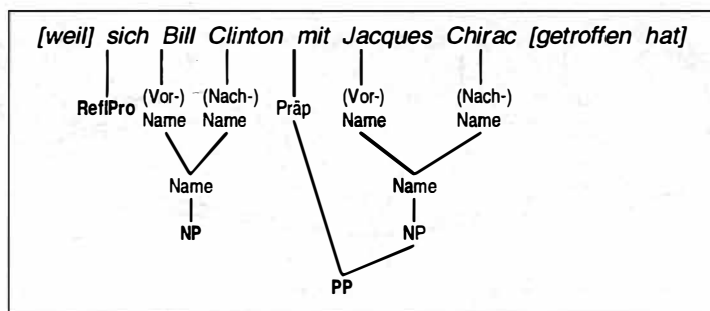 [weil] sich Bill Clinton mit Jacques Chirac [getroffen hat]
(Vor-) (Nach-) (Vor-) (Nach-)
ReflPro Name Name Präp Name Name
Name Name
NP NP
PP